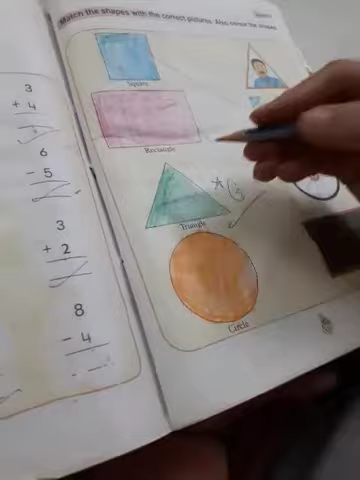 Match the shapes with the correct pictures. Also colour the shapes
3
+ 4
6
- 5
3
+ 2
8
- 4
Square
Rectangle
Triangle
Circle